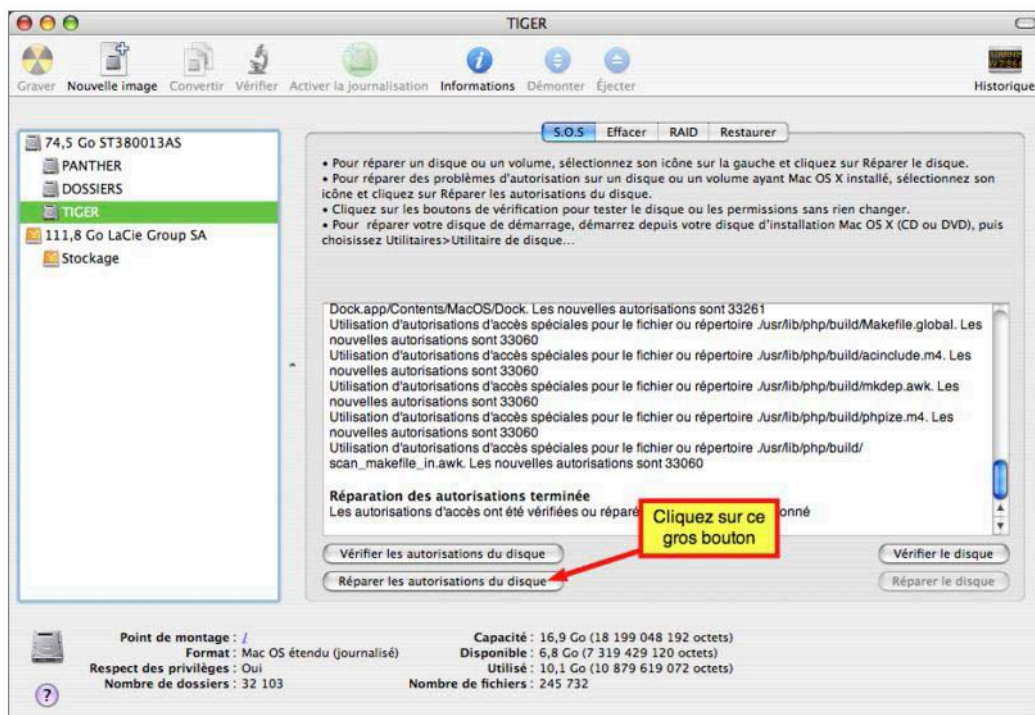 TIGER
Graver Nouvelle image Convertir Vérifier Activer la journalisation Informations Démonter Éjecter Historique
74,5 Go ST380013AS
PANTHER
DOSSIERS
TIGER
111,8 Go LaCie Group SA
Stockage
S.O.S Effacer RAID Restaurer
• Pour réparer un disque ou un volume, sélectionnez son icône sur la gauche et cliquez sur Réparer le disque.
• Pour réparer des problèmes d'autorisation sur un disque ou un volume ayant Mac OS X installé, sélectionnez son
icône et cliquez sur Réparer les autorisations du disque.
• Cliquez sur les boutons de vérification pour tester le disque ou les permissions sans rien changer.
• Pour réparer votre disque de démarrage, démarrez depuis votre disque d'installation Mac OS X (CD ou DVD), puis
choisissez Utilitaires>Utilitaire de disque...
Dock.app/Contents/MacOS/Dock. Les nouvelles autorisations sont 33261
Utilisation d'autorisations d'accès spéciales pour le fichier ou répertoire ./usr/lib/php/build/Makefile.global. Les
nouvelles autorisations sont 33060
Utilisation d'autorisations d'accès spéciales pour le fichier ou répertoire ./usr/lib/php/build/acinclude.m4. Les
nouvelles autorisations sont 33060
Utilisation d'autorisations d'accès spéciales pour le fichier ou répertoire ./usr/lib/php/build/mkdep.awk. Les
nouvelles autorisations sont 33060
Utilisation d'autorisations d'accès spéciales pour le fichier ou répertoire ./usr/lib/php/build/phpize.m4. Les
nouvelles autorisations sont 33060
Utilisation d'autorisations d'accès spéciales pour le fichier ou répertoire ./usr/lib/php/build/
scan_makefile_in.awk. Les nouvelles autorisations sont 33060
Réparation des autorisations terminée
Les autorisations d'accès ont été vérifiées ou répar onné
Cliquez sur ce
gros bouton
Vérifier les autorisations du disque Vérifier le disque
Réparer les autorisations du disque Réparer le disque
Point de montage : / Capacité : 16,9 Go (18 199 048 192 octets)
Format : Mac OS étendu (journalisé) Disponible : 6,8 Go (7 319 429 120 octets)
Respect des privilèges : Oui Utilisé : 10,1 Go (10 879 619 072 octets)
Nombre de dossiers : 32 103 Nombre de fichiers : 245 732
?